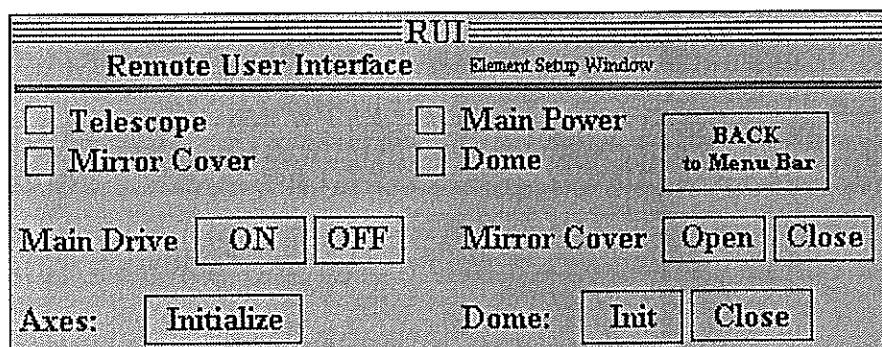 RUI
Remote User Interface Element Setup Window
Telescope Main Power
BACK
Mirror Cover Dome to Menu Bar
Main Drive ON OFF Mirror Cover Open Close
Axes: Initialize Dome: Init Close